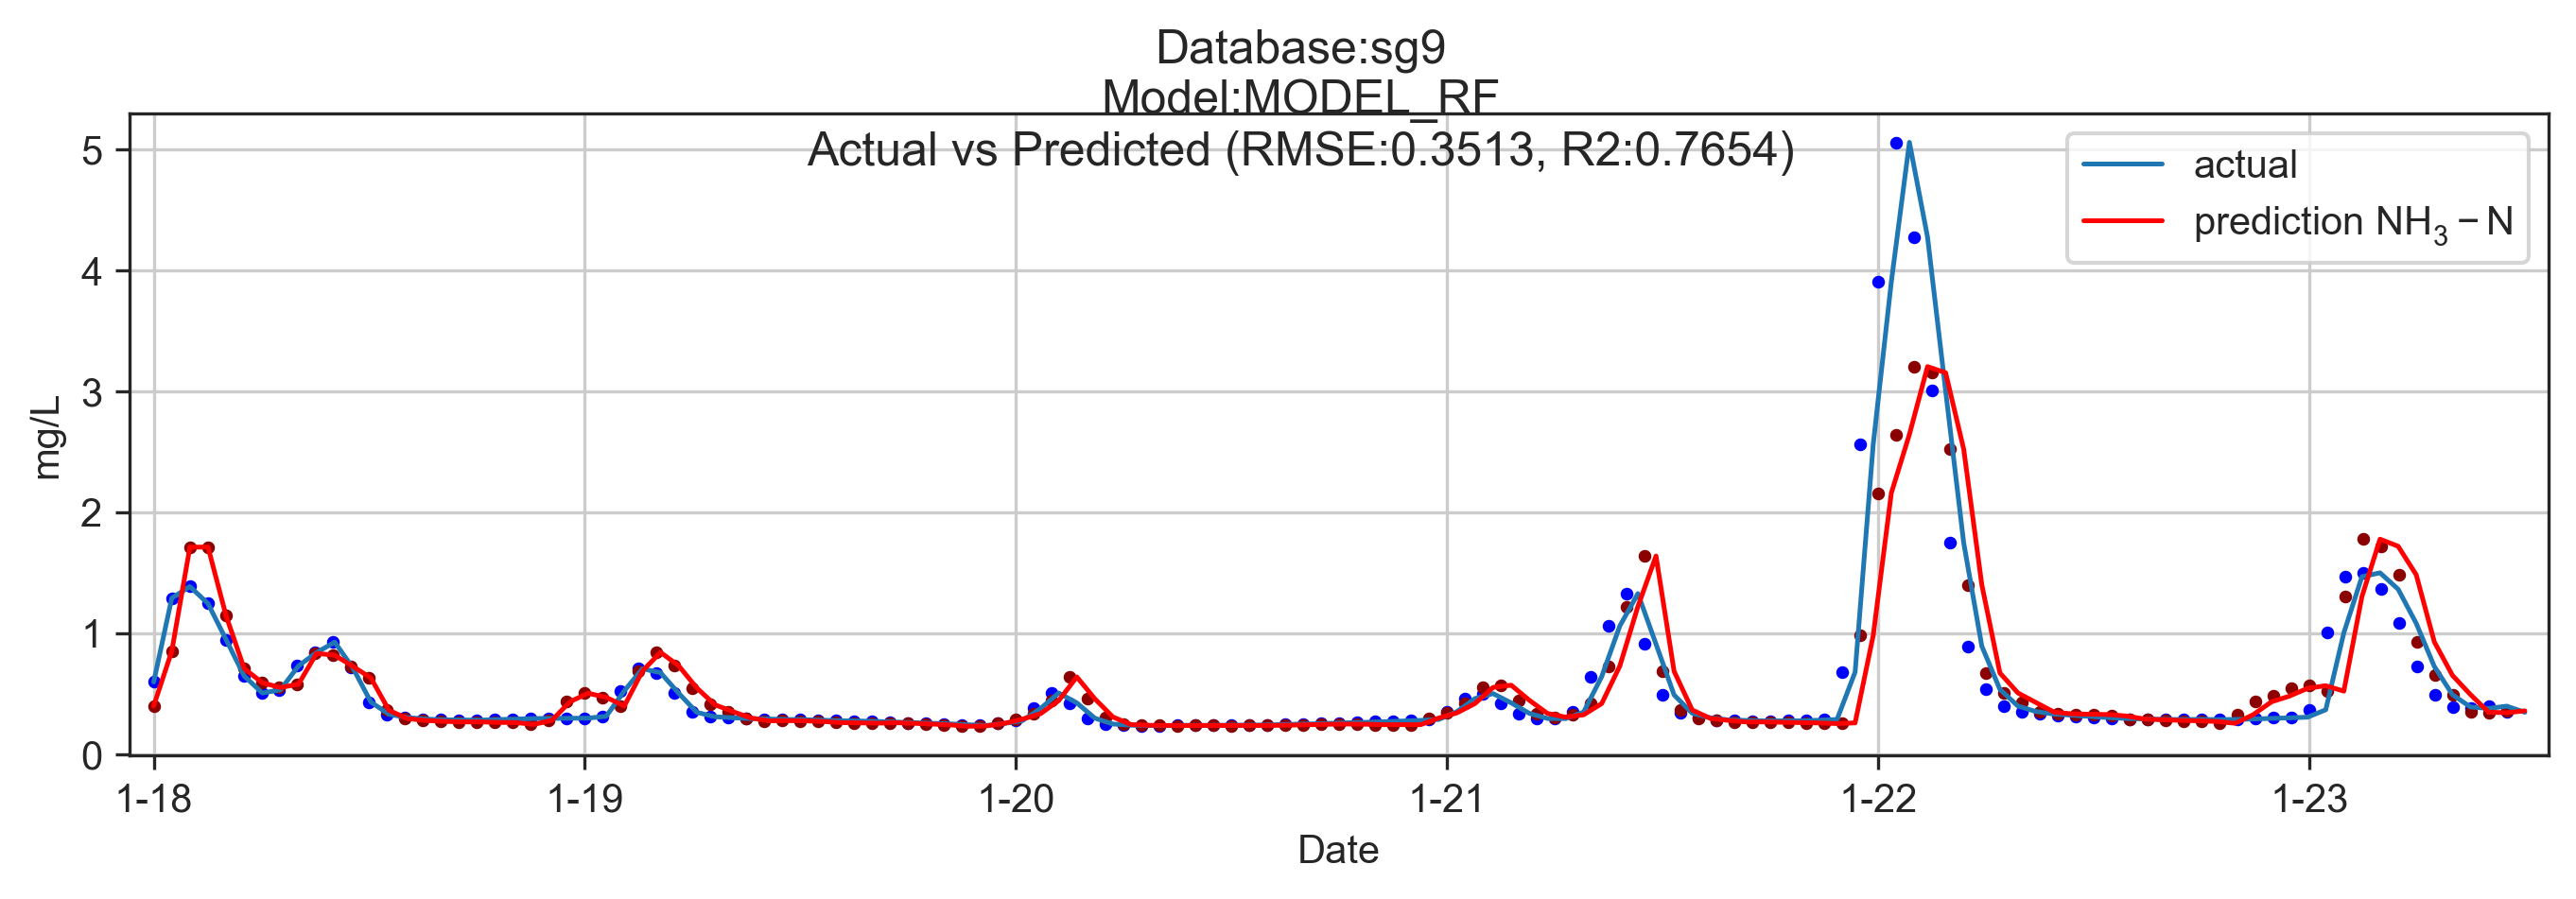 Database:sg9
Model:MODEL_RF
Actual vs Predicted (RMSE:0.3513, R2:0.7654)
actual
prediction NH₃ − N
5
4
3
2
1
0
mg/L
1-18 1-19 1-20 1-21 1-22 1-23
Date